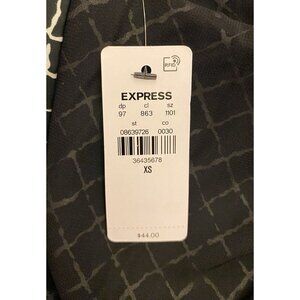 RFID
EXPRESS
dp cl sz
97 863 1101
st co
08639726 0030
36435678
XS
$44.00